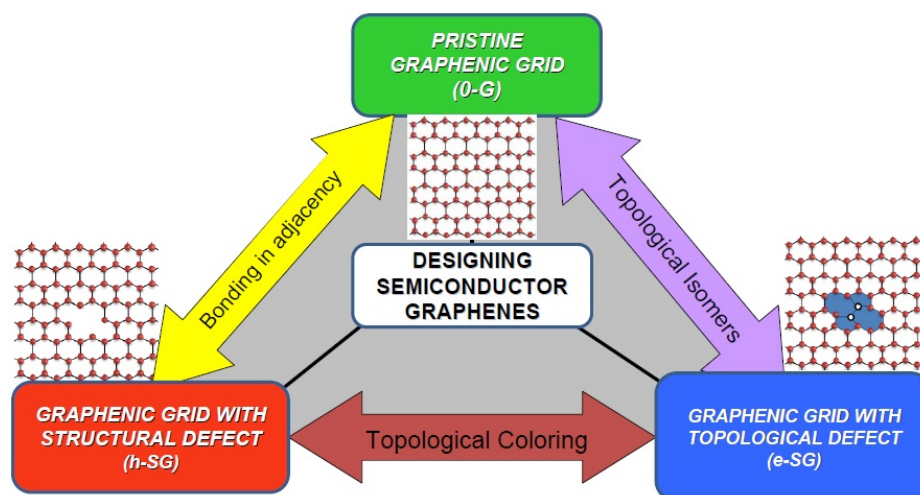 PRISTINE
GRAPHENIC GRID
(0-G)
Bonding in adjacency
Topological Isomers
DESIGNING
SEMICONDUCTOR
GRAPHENES
GRAPHENIC GRID WITH
STRUCTURAL DEFECT
(h-SG)
Topological Coloring
GRAPHENIC GRID WITH
TOPOLOGICAL DEFECT
(e-SG)